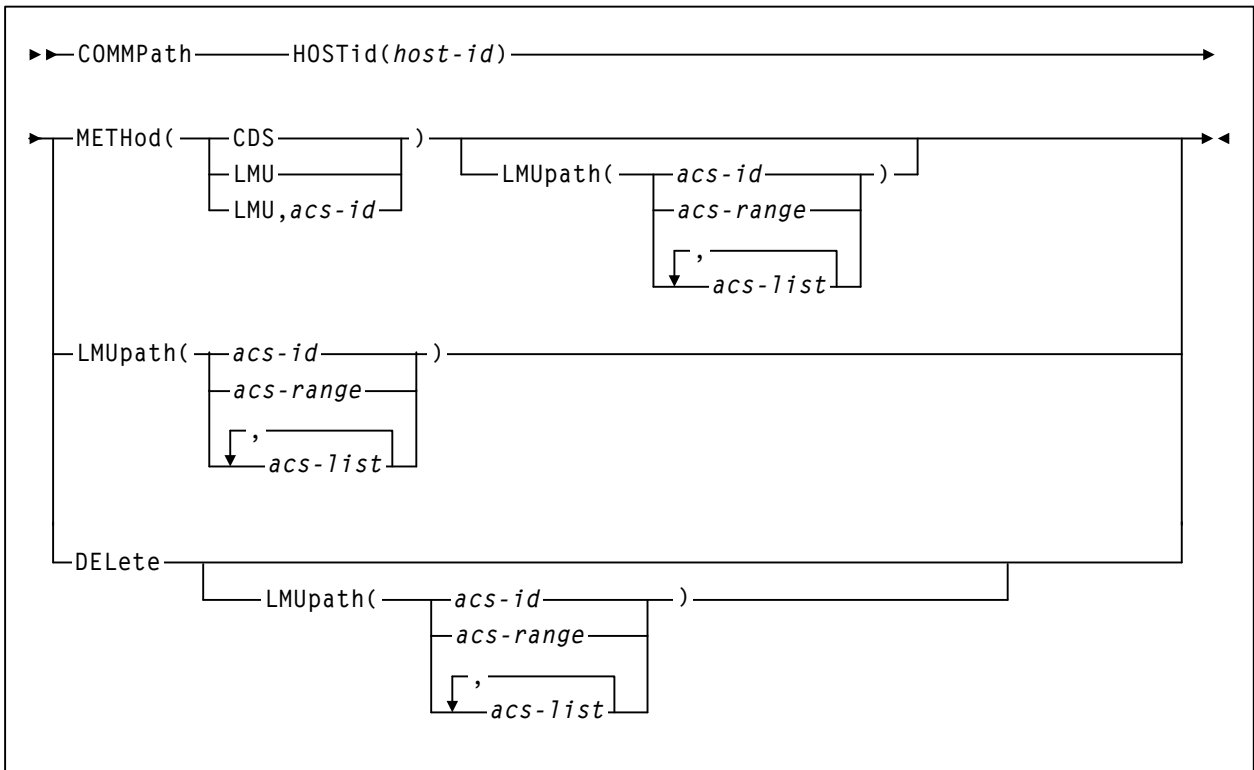 COMMPath HOSTid(host-id)
METHod( CDS ) 
LMU LMUpath( acs-id )
LMU,acs-id acs-range
,
acs-list
LMUpath( acs-id )
acs-range
,
acs-list
DELete
LMUpath( acs-id )
acs-range
,
acs-list